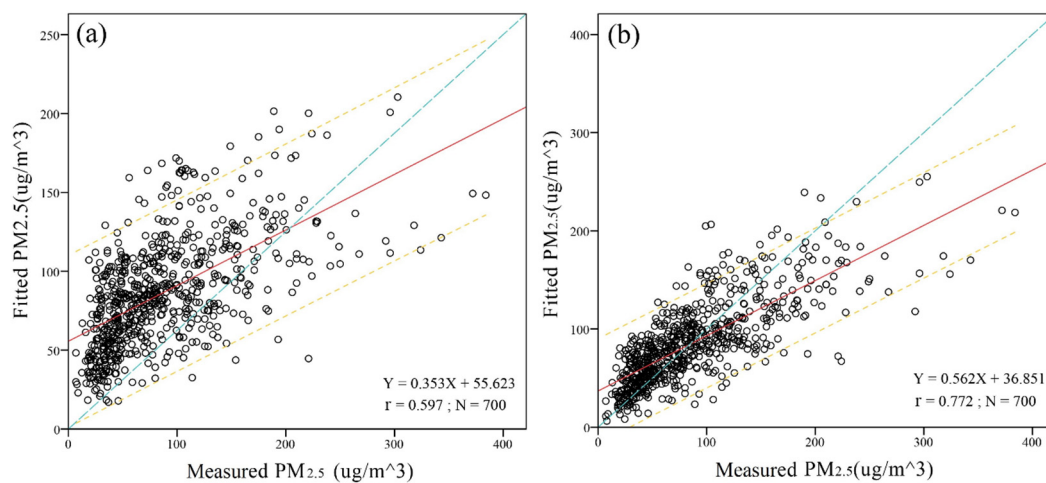 (a)
250
200
150
100
50
0
Fitted PM2.5(ug/m^3)
Y = 0.353X + 55.623
r = 0.597 ; N = 700
0 100 200 300 400
Measured PM2.5 (ug/m^3)
(b)
400
300
200
100
0
Fitted PM2.5(ug/m^3)
Y = 0.562X + 36.851
r = 0.772 ; N = 700
0 100 200 300 400
Measured PM2.5(ug/m^3)